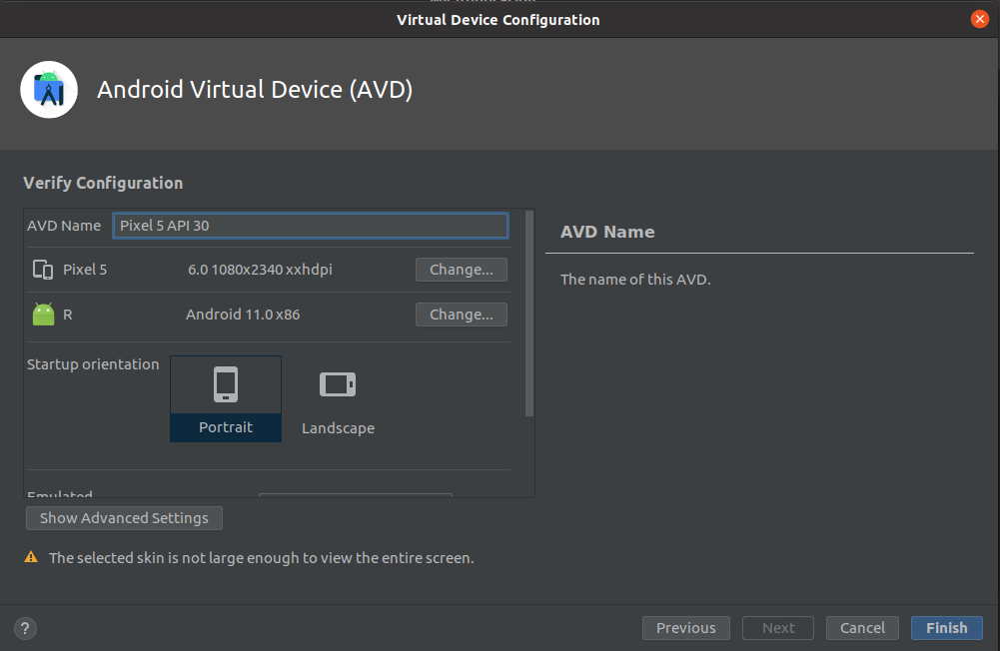 Virtual Device Configuration
Android Virtual Device (AVD)
Verify Configuration
AVD Name Pixel 5 API 30
Pixel 5 6.0 1080x2340 xxhdpi Change...
R Android 11.0 x86 Change...
Startup orientation
Portrait
Landscape
Emulated
Show Advanced Settings
The selected skin is not large enough to view the entire screen.
AVD Name
The name of this AVD.
? Previous Next Cancel Finish